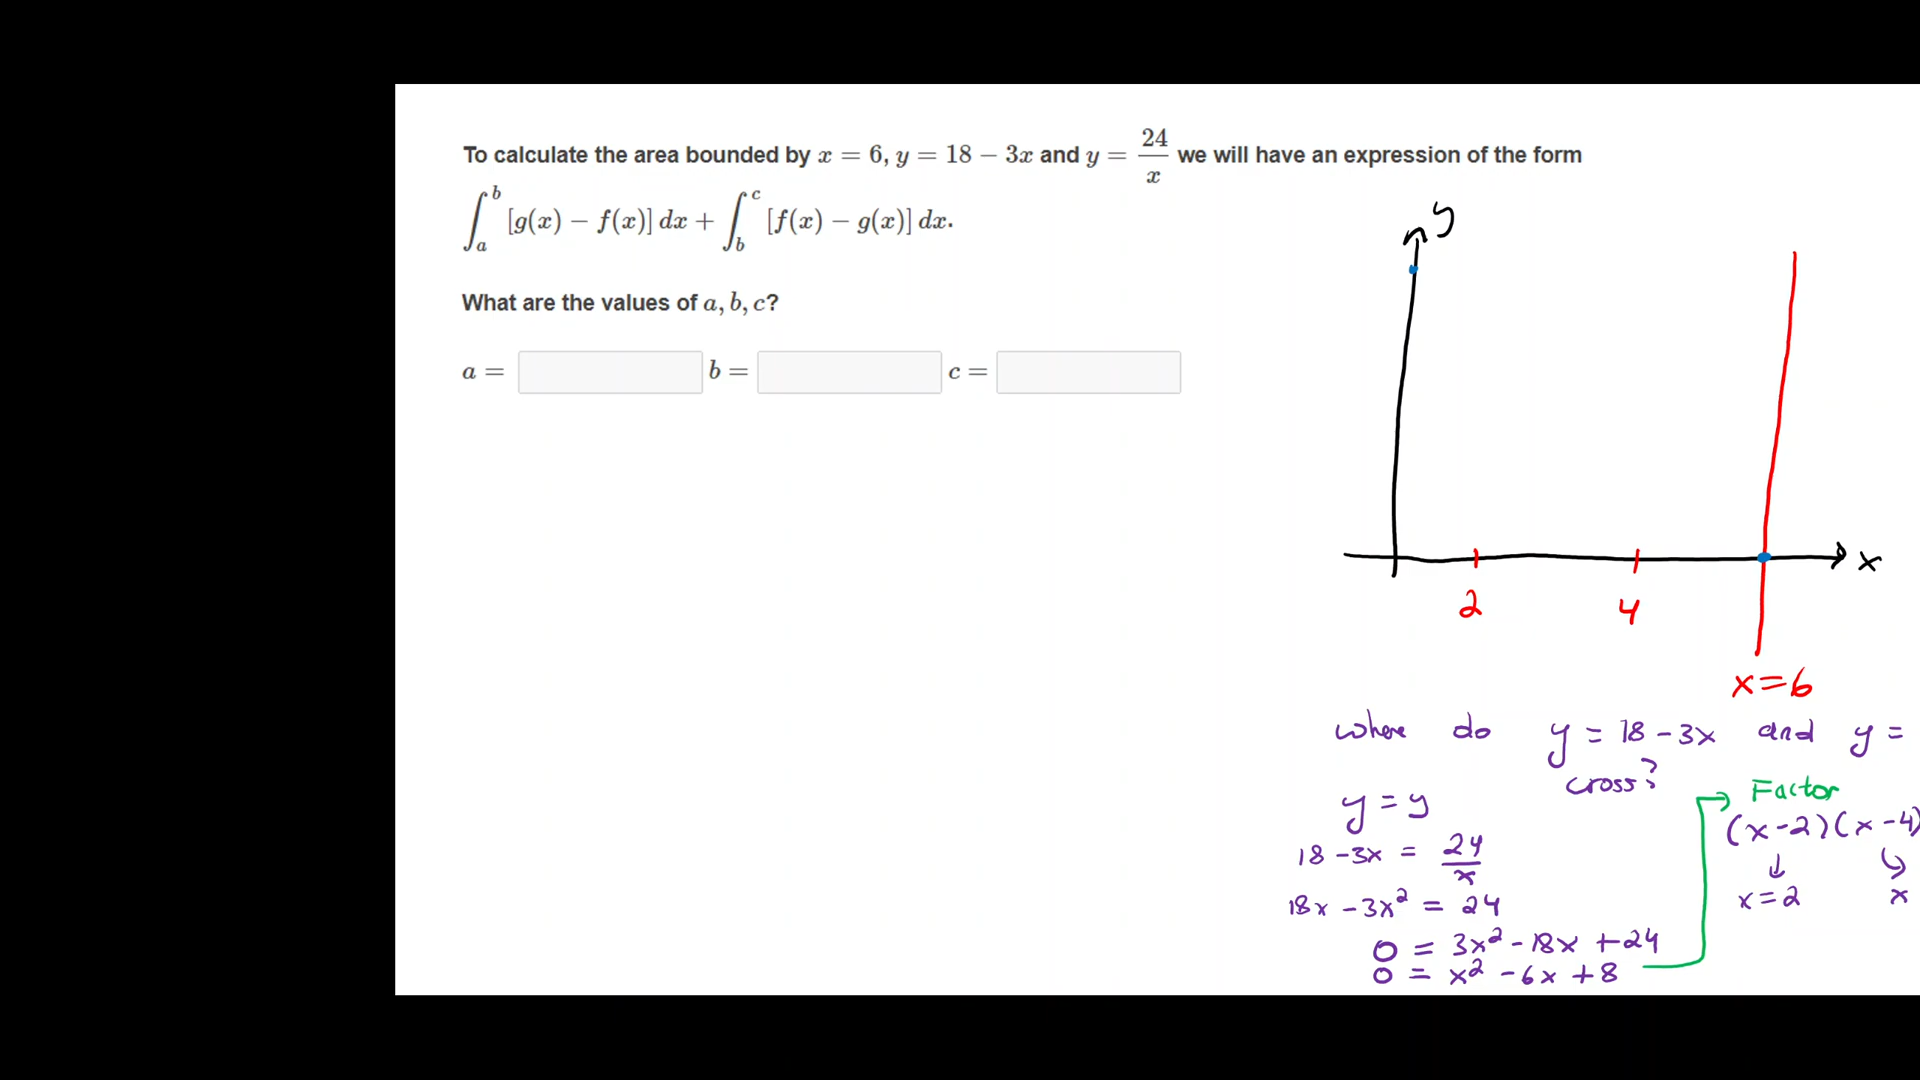 To calculate the area bounded by x = 6, y = 18 − 3x and y = 24/x we will have an expression of the form
∫_a^b [g(x) − f(x)] dx + ∫_b^c [f(x) − g(x)] dx.
What are the values of a, b, c?
a = b = c =
y
x
2 4
x=6
where do y = 18 - 3x and y =
cross?
y = y
18 - 3x = 24/x
18x - 3x² = 24
0 = 3x² - 18x + 24
0 = x² - 6x + 8
Factor
(x-2)(x-4)
x=2 x